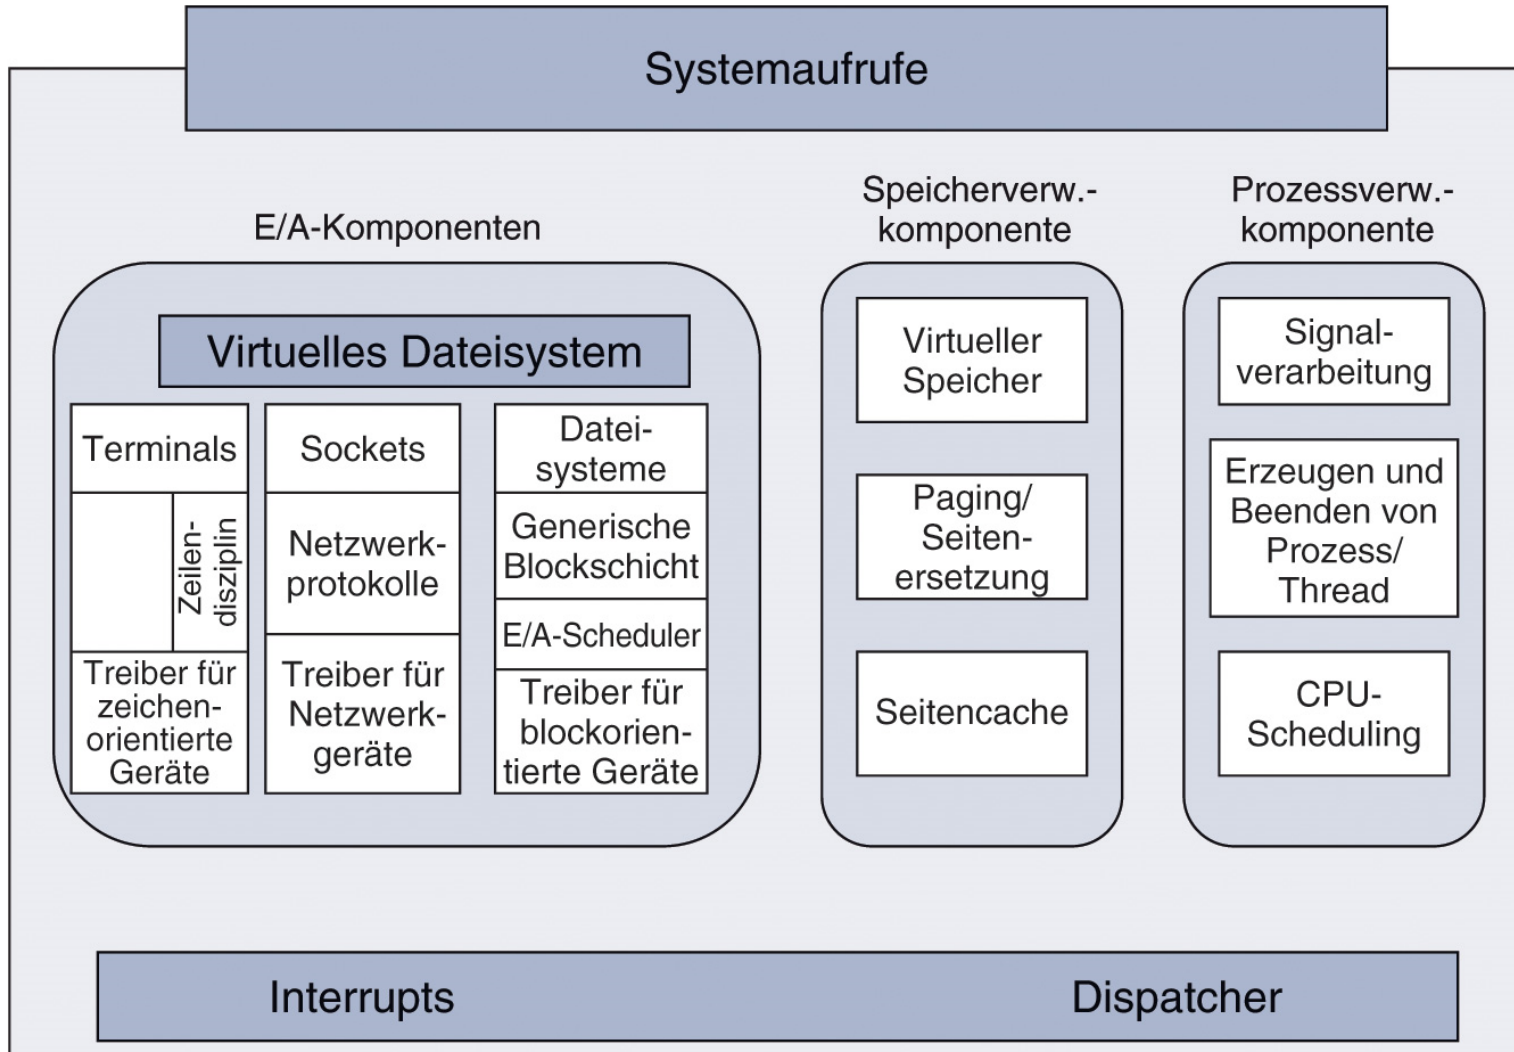 Systemaufrufe
E/A-Komponenten
Virtuelles Dateisystem
Terminals
Zeilen-
disziplin
Treiber für
zeichen-
orientierte
Geräte
Sockets
Netzwerk-
protokolle
Treiber für
Netzwerk-
geräte
Datei-
systeme
Generische
Blockschicht
E/A-Scheduler
Treiber für
blockorien-
tierte Geräte
Speicherverw.-
komponente
Virtueller
Speicher
Paging/
Seiten-
ersetzung
Seitencache
Prozessverw.-
komponente
Signal-
verarbeitung
Erzeugen und
Beenden von
Prozess/
Thread
CPU-
Scheduling
Interrupts
Dispatcher